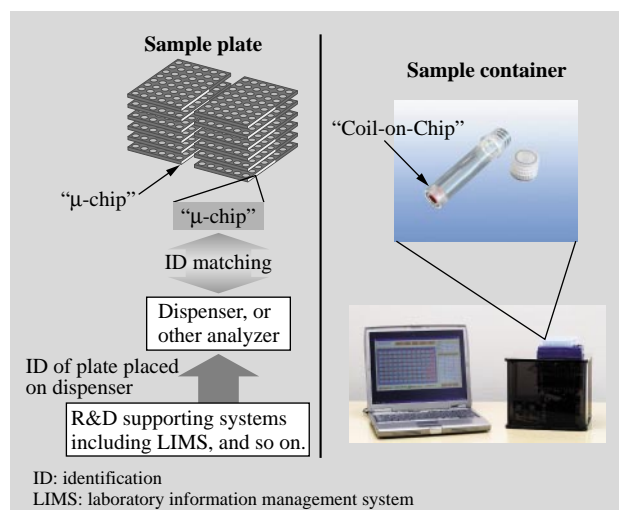 Sample plate
“μ-chip”
“μ-chip”
ID matching
Dispenser, or
other analyzer
ID of plate placed
on dispenser
R&D supporting systems
including LIMS, and so on.
Sample container
“Coil-on-Chip”
ID: identification
LIMS: laboratory information management system